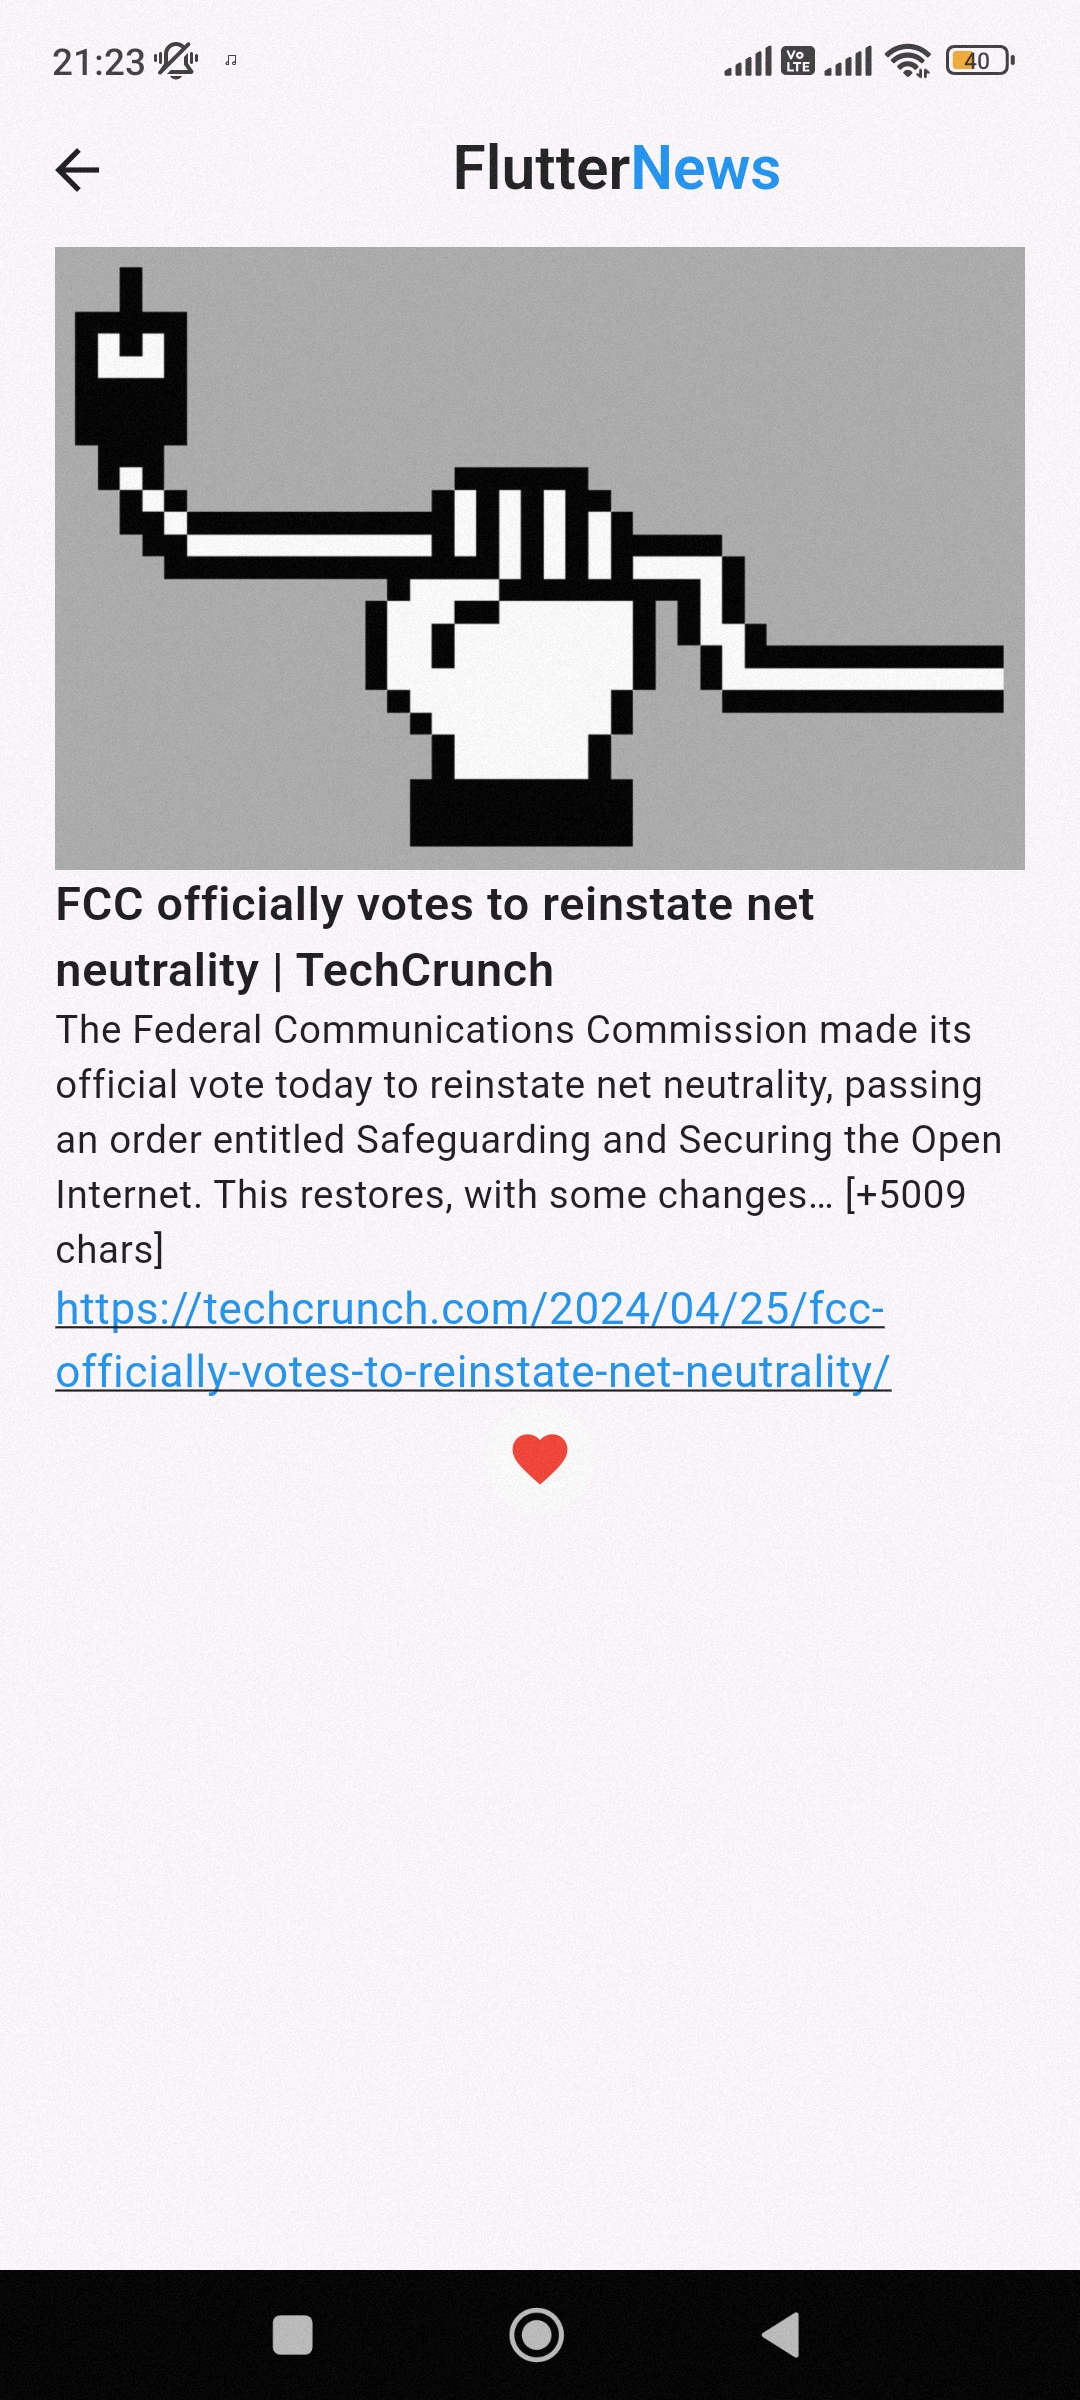 21:23 Vo LTE 40
FlutterNews
FCC officially votes to reinstate net
neutrality | TechCrunch
The Federal Communications Commission made its
official vote today to reinstate net neutrality, passing
an order entitled Safeguarding and Securing the Open
Internet. This restores, with some changes… [+5009
chars]
https://techcrunch.com/2024/04/25/fcc-
officially-votes-to-reinstate-net-neutrality/